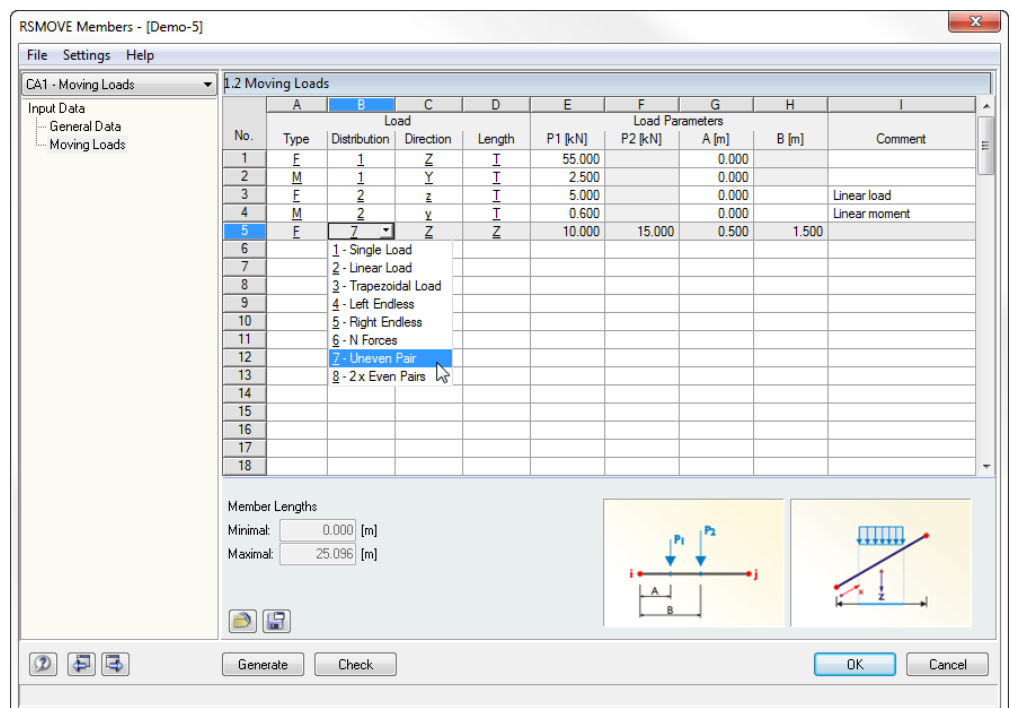 RSMOVE Members - [Demo-5]
x
File Settings Help
CA1 - Moving Loads
Input Data
General Data
Moving Loads
1.2 Moving Loads
A B C D E F G H I
Load Load Parameters
No. Type Distribution Direction Length P1 [kN] P2 [kN] A [m] B [m] Comment
1 F 1 Z T 55.000 0.000
2 M 1 Y T 2.500 0.000
3 F 2 z T 5.000 0.000 Linear load
4 M 2 y T 0.600 0.000 Linear moment
5 F 7 Z Z 10.000 15.000 0.500 1.500
6 1 - Single Load
7 2 - Linear Load
8 3 - Trapezoidal Load
9 4 - Left Endless
10 5 - Right Endless
11 6 - N Forces
12 7 - Uneven Pair
13 8 - 2 x Even Pairs
14
15
16
17
18
Member Lengths
Minimal: 0.000 [m]
Maximal: 25.096 [m]
P1 P2
i j
A
B
x z
Generate Check OK Cancel